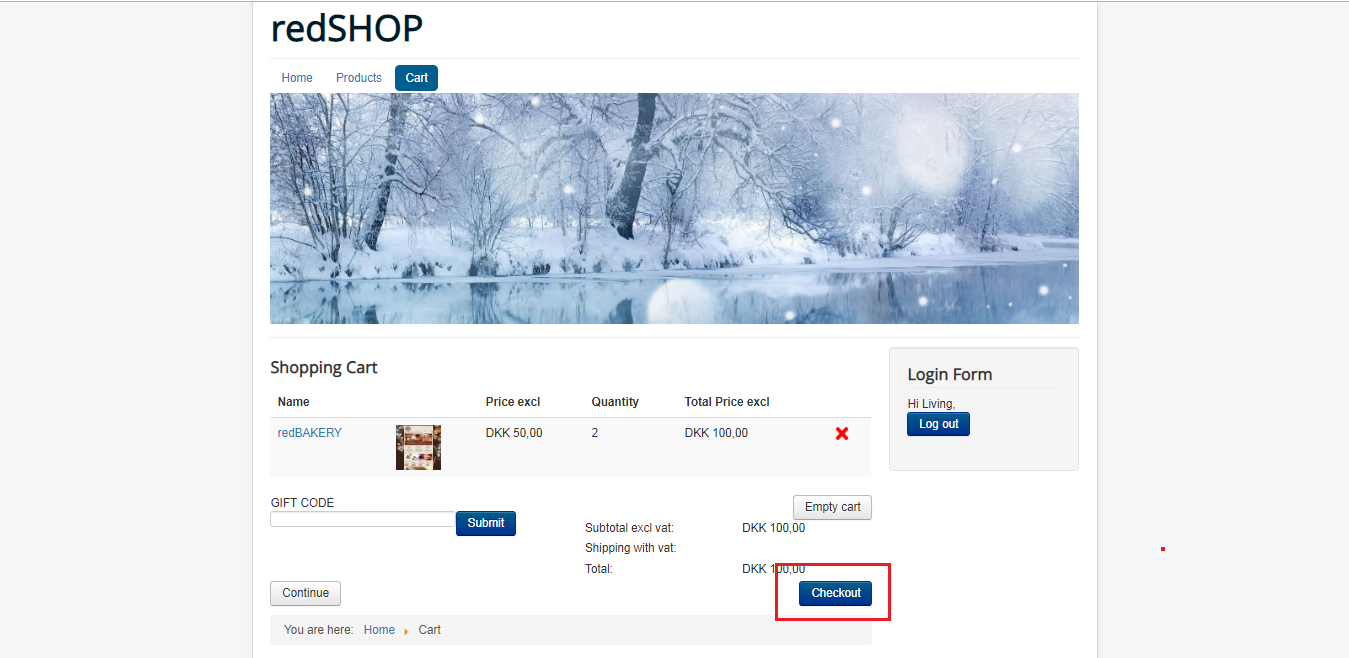 redSHOP
Home Products Cart
Shopping Cart
Name Price excl Quantity Total Price excl
redBAKERY DKK 50,00 2 DKK 100,00
Login Form
Hi Living,
Log out
GIFT CODE
Submit
Empty cart
Subtotal excl vat: DKK 100,00
Shipping with vat:
Total: DKK 100,00
Continue Checkout
You are here: Home Cart